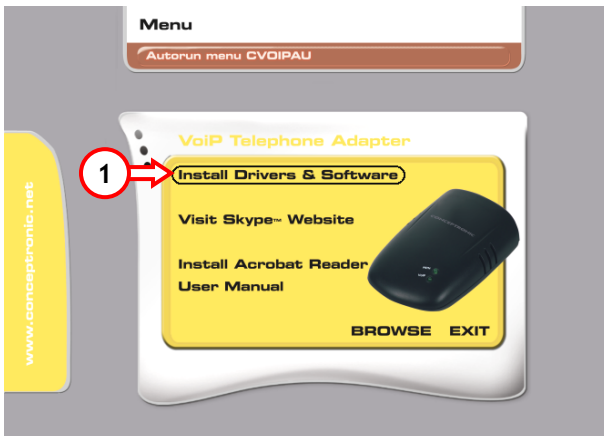 Menu
Autorun menu CVOIPAU
www.conceptronic.net
VoiP Telephone Adapter
1
Install Drivers & Software
Visit Skype™ Website
CONCEPTRONIC
Install Acrobat Reader
User Manual
BROWSE EXIT